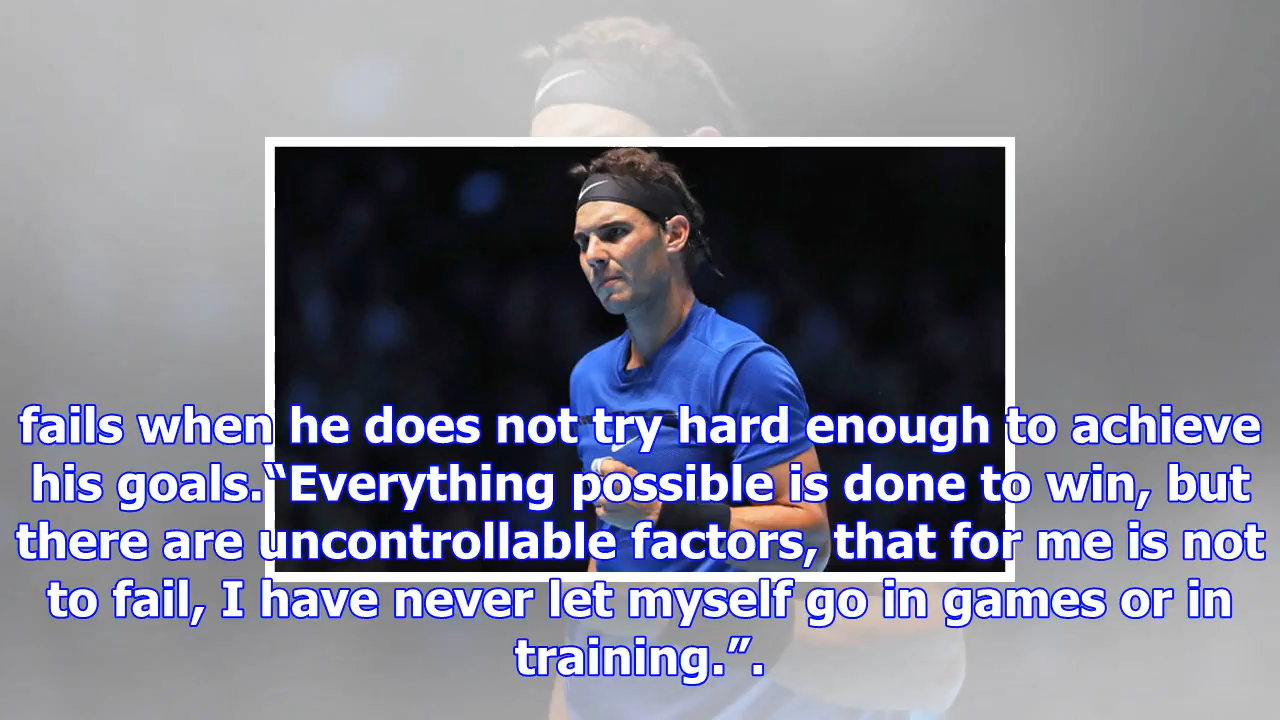 fails when he does not try hard enough to achieve
his goals.“Everything possible is done to win, but
there are uncontrollable factors, that for me is not
to fail, I have never let myself go in games or in
training.”.